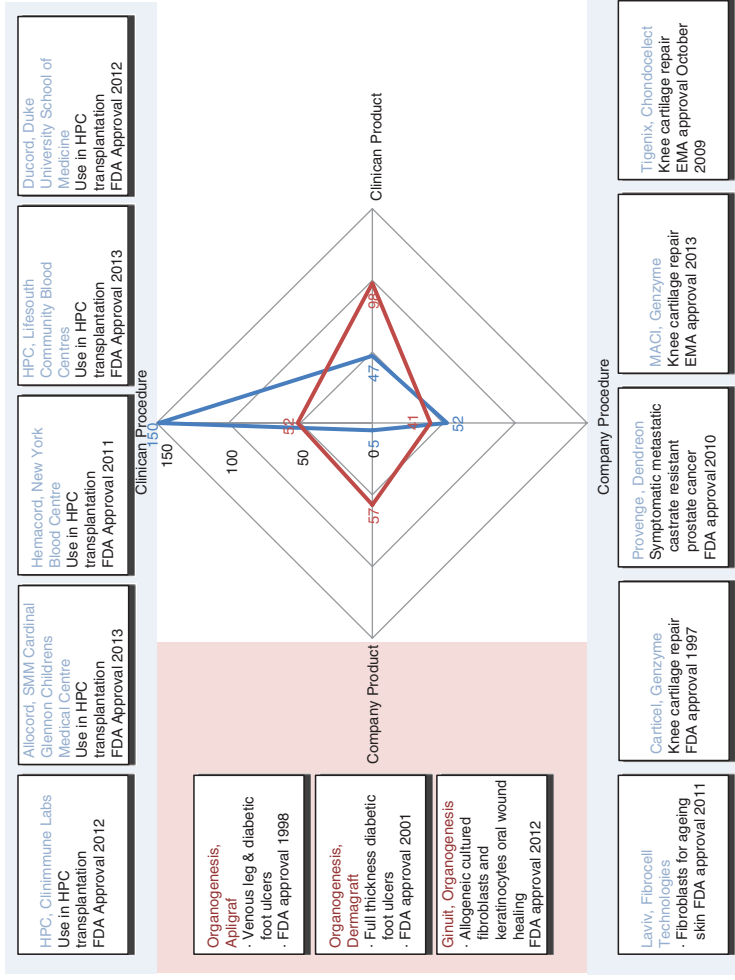 HPC, Clinimmune Labs
Use in HPC
transplantation
FDA Approval 2012
Allocord, SMM Cardinal
Glennon Childrens
Medical Centre
Use in HPC
transplantation
FDA Approval 2013
Hemacord, New York
Blood Centre
Use in HPC
transplantation
FDA Approval 2011
HPC, Lifesouth
Community Blood
Centres
Use in HPC
transplantation
FDA Approval 2013
Ducord, Duke
University School of
Medicine
Use in HPC
transplantation
FDA Approval 2012
Organogenesis,
Apligraf
· Venous leg & diabetic
foot ulcers
· FDA approval 1998
Organogenesis,
Dermagraft
· Full thickness diabetic
foot ulcers
· FDA approval 2001
Ginuit, Organogenesis
· Allogeneic cultured
fibroblasts and
keratinocytes oral wound
healing
FDA approval 2012
Clinican Procedure
150
150
100
50
0
52
5
47
98
57
41
52
Company Product
Clinican Product
Company Procedure
Laviv, Fibrocell
Technologies
· Fibroblasts for ageing
skin FDA approval 2011
Carticel, Genzyme
Knee cartilage repair
FDA approval 1997
Provenge , Dendreon
Symptomatic metastatic
castrate resistant
prostate cancer
FDA approval 2010
MACI, Genzyme
Knee cartilage repair
EMA approval 2013
Tigenix, Chondocelect
Knee cartilage repair
EMA approval October
2009